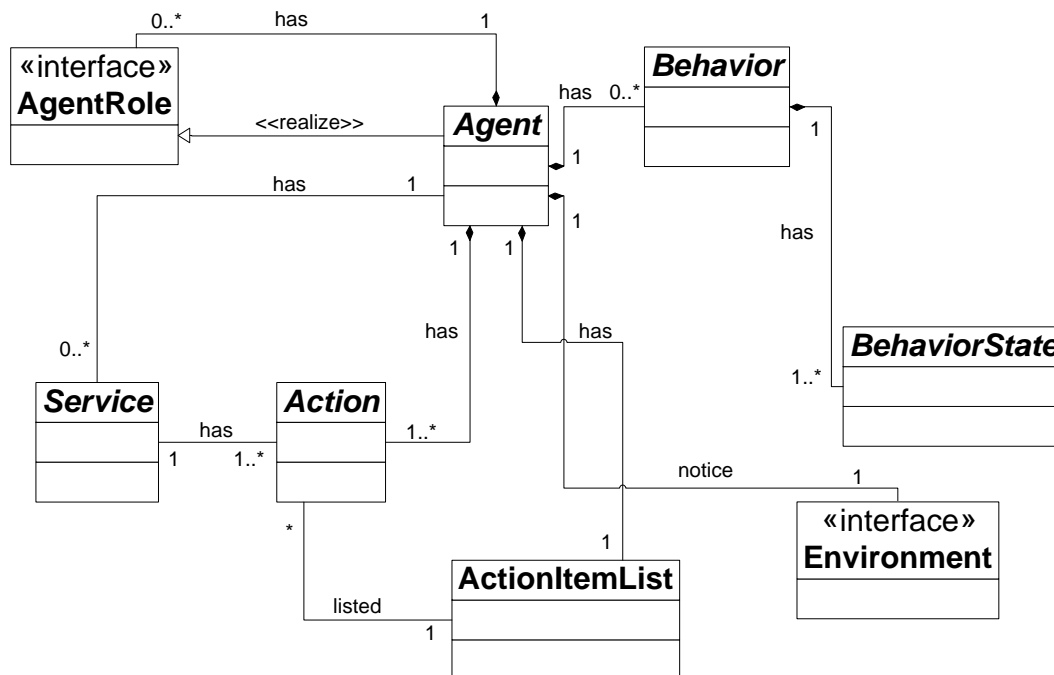 0..*
has
1
«interface»
AgentRole
<<realize>>
Agent
has
0..*
Behavior
1
1
has
1
has
1
1
1
has
has
has
0..*
BehaviorState
1..*
Service
Action
has
1
1..*
1..*
notice
1
«interface»
Environment
*
1
ActionItemList
listed
1